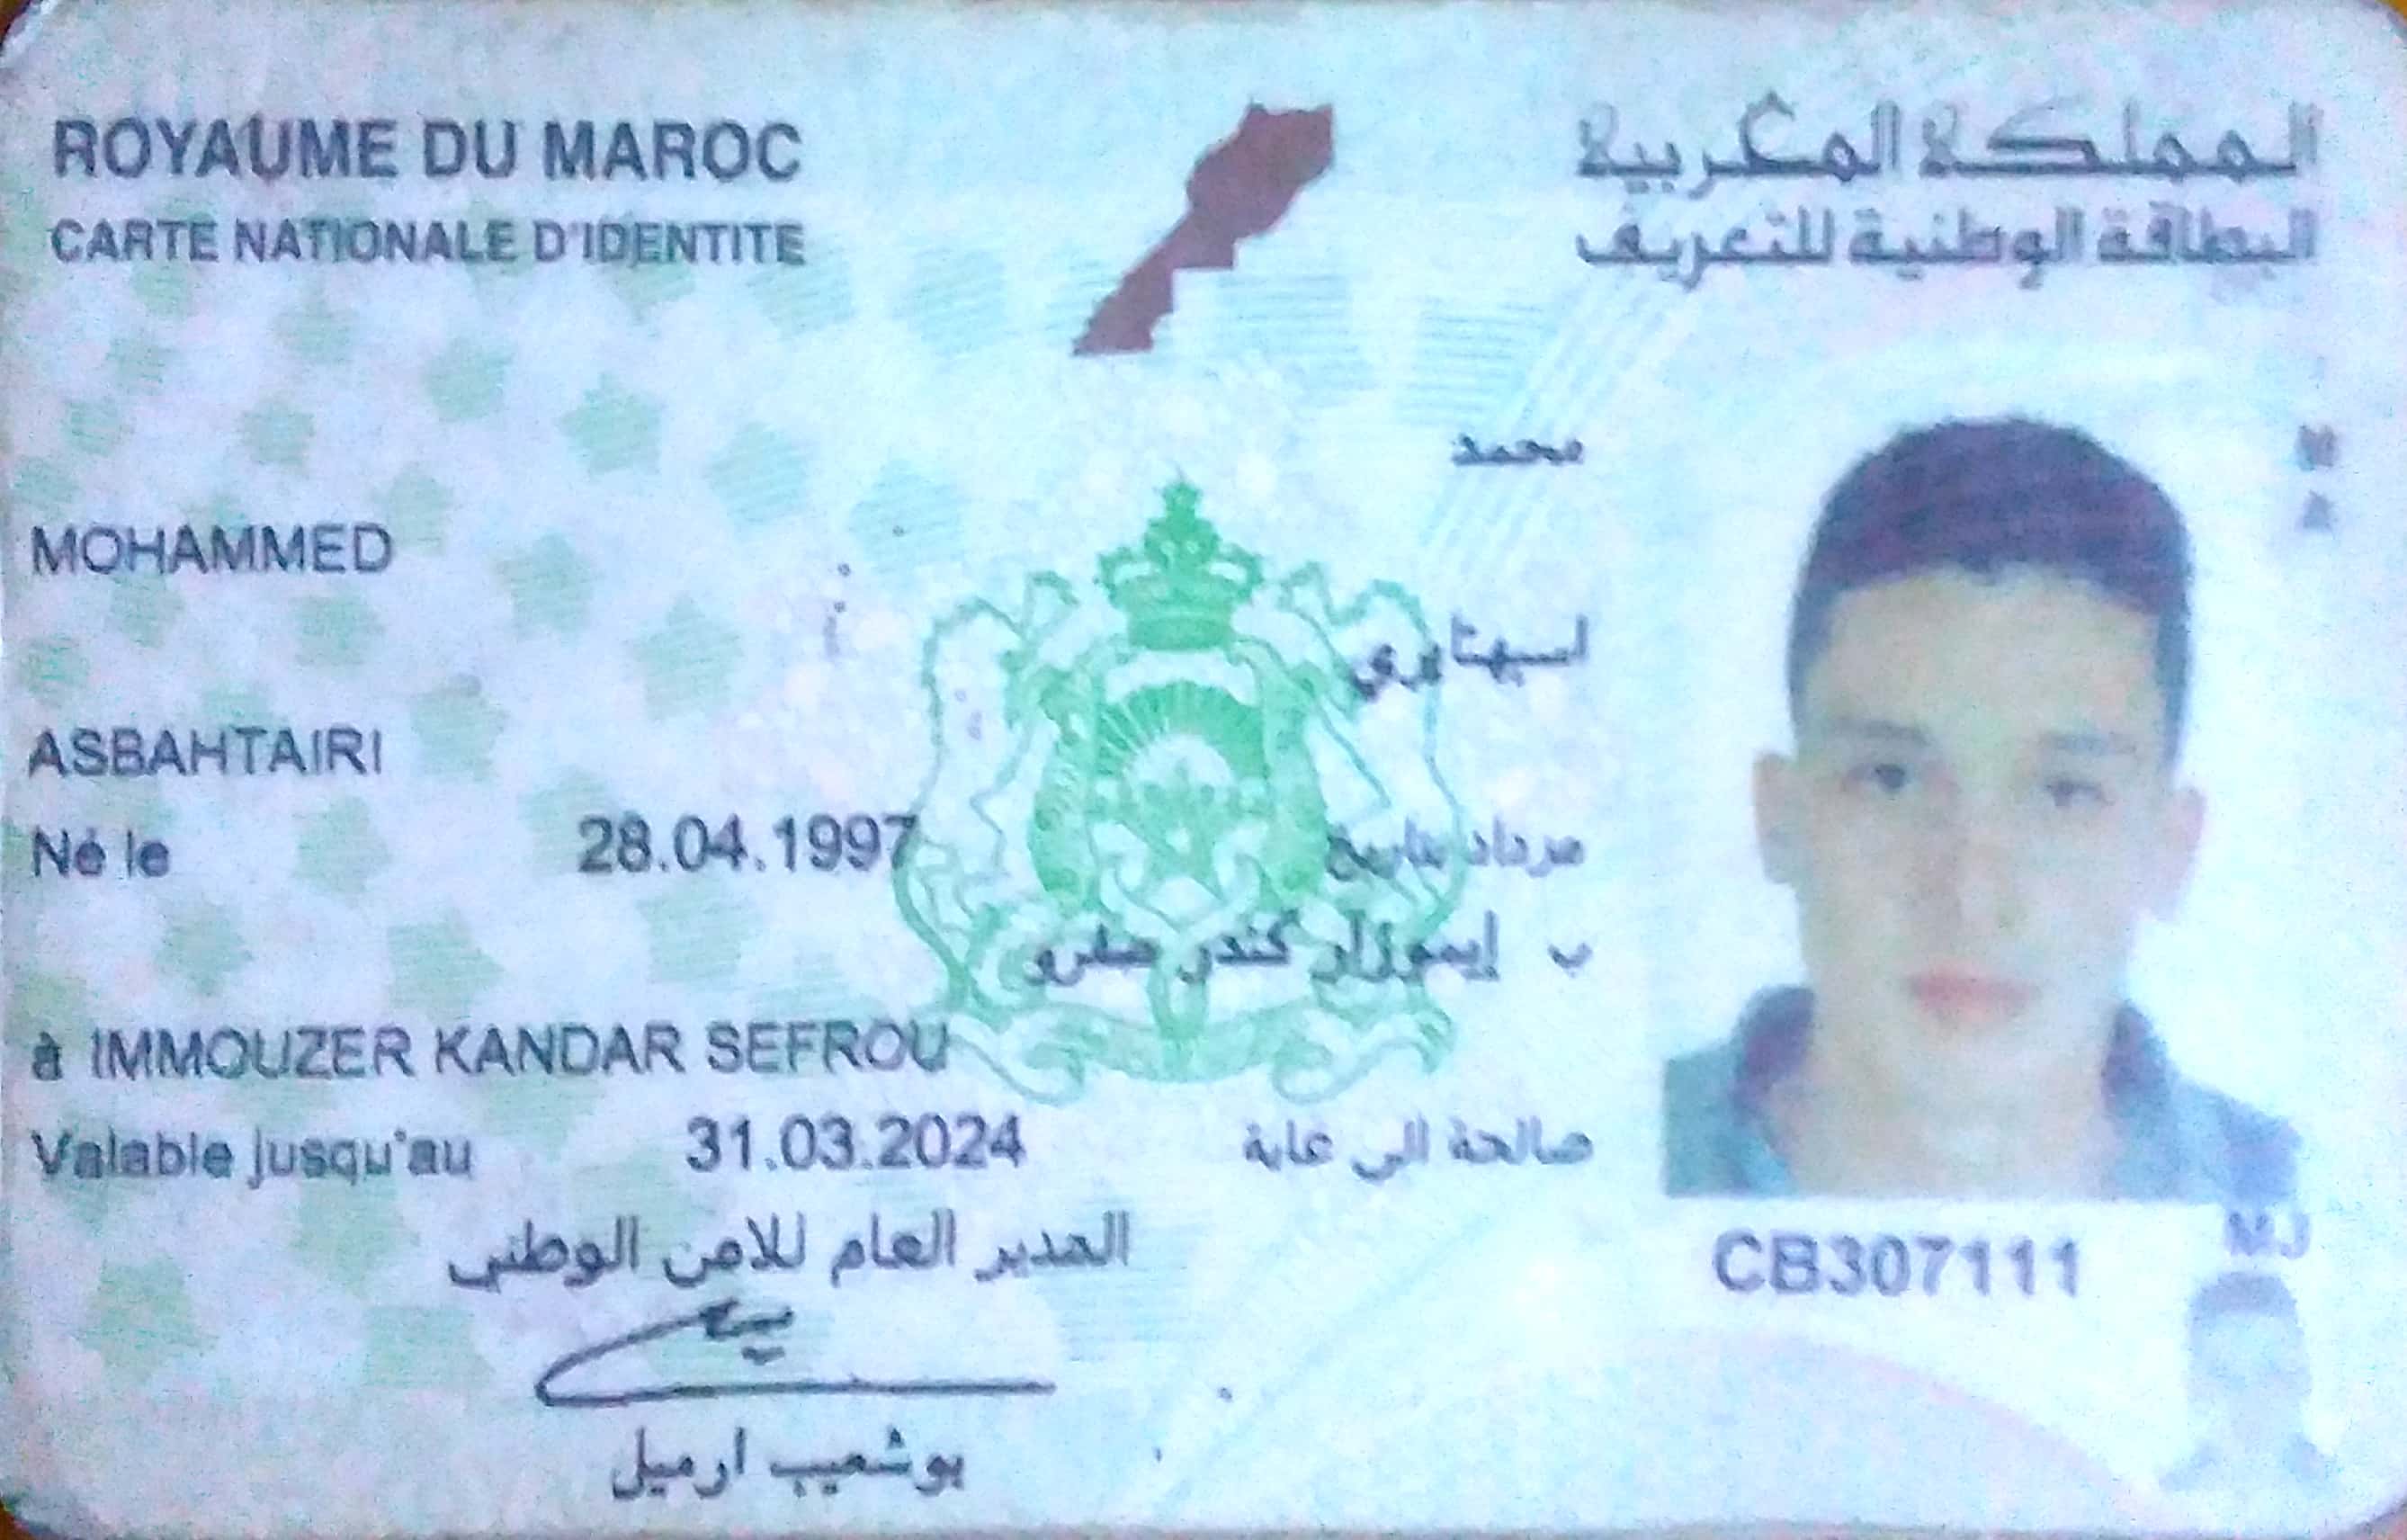 ROYAUME DU MAROC
المملكة المغربية
CARTE NATIONALE D'IDENTITE
البطاقة الوطنية للتعريف
محمد
MOHAMMED
اسبهتايري
ASBAHTAIRI
Né le 28.04.1997 مزداد بتاريخ
ب إيموزار كندر صفرو
à IMMOUZER KANDAR SEFROU
Valable jusqu'au 31.03.2024 صالحة الى غاية
المدير العام للامن الوطني
بوشعيب ارميل
M
A
CB307111
MJ